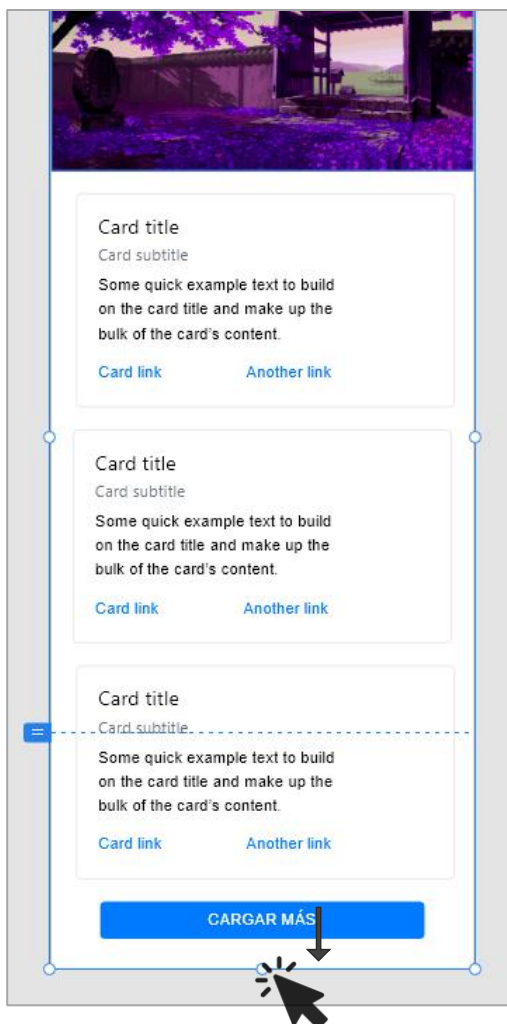 Card title
Card subtitle
Some quick example text to build
on the card title and make up the
bulk of the card's content.
Card link Another link
Card title
Card subtitle
Some quick example text to build
on the card title and make up the
bulk of the card's content.
Card link Another link
Card title
Card subtitle
Some quick example text to build
on the card title and make up the
bulk of the card's content.
Card link Another link
CARGAR MÁS